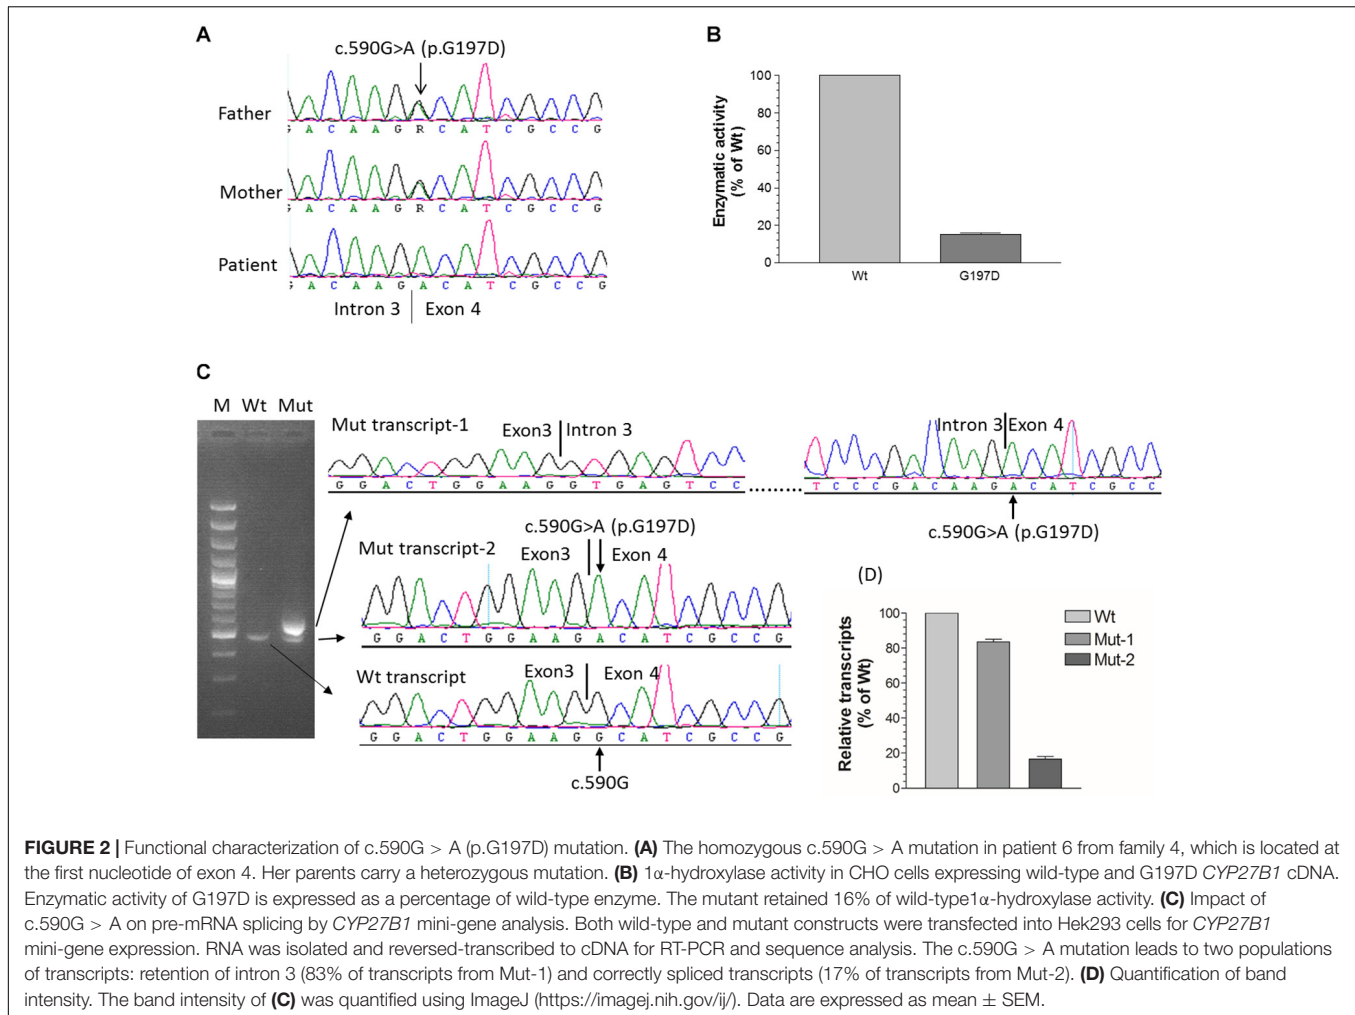 A
c.590G>A (p.G197D)
Father
G A C A A G R C A T C G C C G
Mother
G A C A A G R C A T C G C C G
Patient
G A C A A G A C A T C G C C G
Intron 3 | Exon 4
B
Enzymatic activity
(% of Wt)
100
80
60
40
20
0
Wt
G197D
C
M Wt Mut
Mut transcript-1
Exon3 | Intron 3
G G A C T G G A A G G T G A G T C C
.........
Intron 3 | Exon 4
T C C C G A C A A G A C A T C G C C
c.590G>A (p.G197D)
c.590G>A (p.G197D)
Mut transcript-2
Exon3 | Exon 4
G G A C T G G A A G A C A T C G C C G
Wt transcript
Exon3 | Exon 4
G G A C T G G A A G G C A T C G C C G
c.590G
(D)
Relative transcripts
(% of Wt)
100
80
60
40
20
0
Wt
Mut-1
Mut-2
FIGURE 2 | Functional characterization of c.590G > A (p.G197D) mutation. (A) The homozygous c.590G > A mutation in patient 6 from family 4, which is located at
the first nucleotide of exon 4. Her parents carry a heterozygous mutation. (B) 1α-hydroxylase activity in CHO cells expressing wild-type and G197D CYP27B1 cDNA.
Enzymatic activity of G197D is expressed as a percentage of wild-type enzyme. The mutant retained 16% of wild-type1α-hydroxylase activity. (C) Impact of
c.590G > A on pre-mRNA splicing by CYP27B1 mini-gene analysis. Both wild-type and mutant constructs were transfected into Hek293 cells for CYP27B1
mini-gene expression. RNA was isolated and reversed-transcribed to cDNA for RT-PCR and sequence analysis. The c.590G > A mutation leads to two populations
of transcripts: retention of intron 3 (83% of transcripts from Mut-1) and correctly spliced transcripts (17% of transcripts from Mut-2). (D) Quantification of band
intensity. The band intensity of (C) was quantified using ImageJ (https://imagej.nih.gov/ij/). Data are expressed as mean ± SEM.